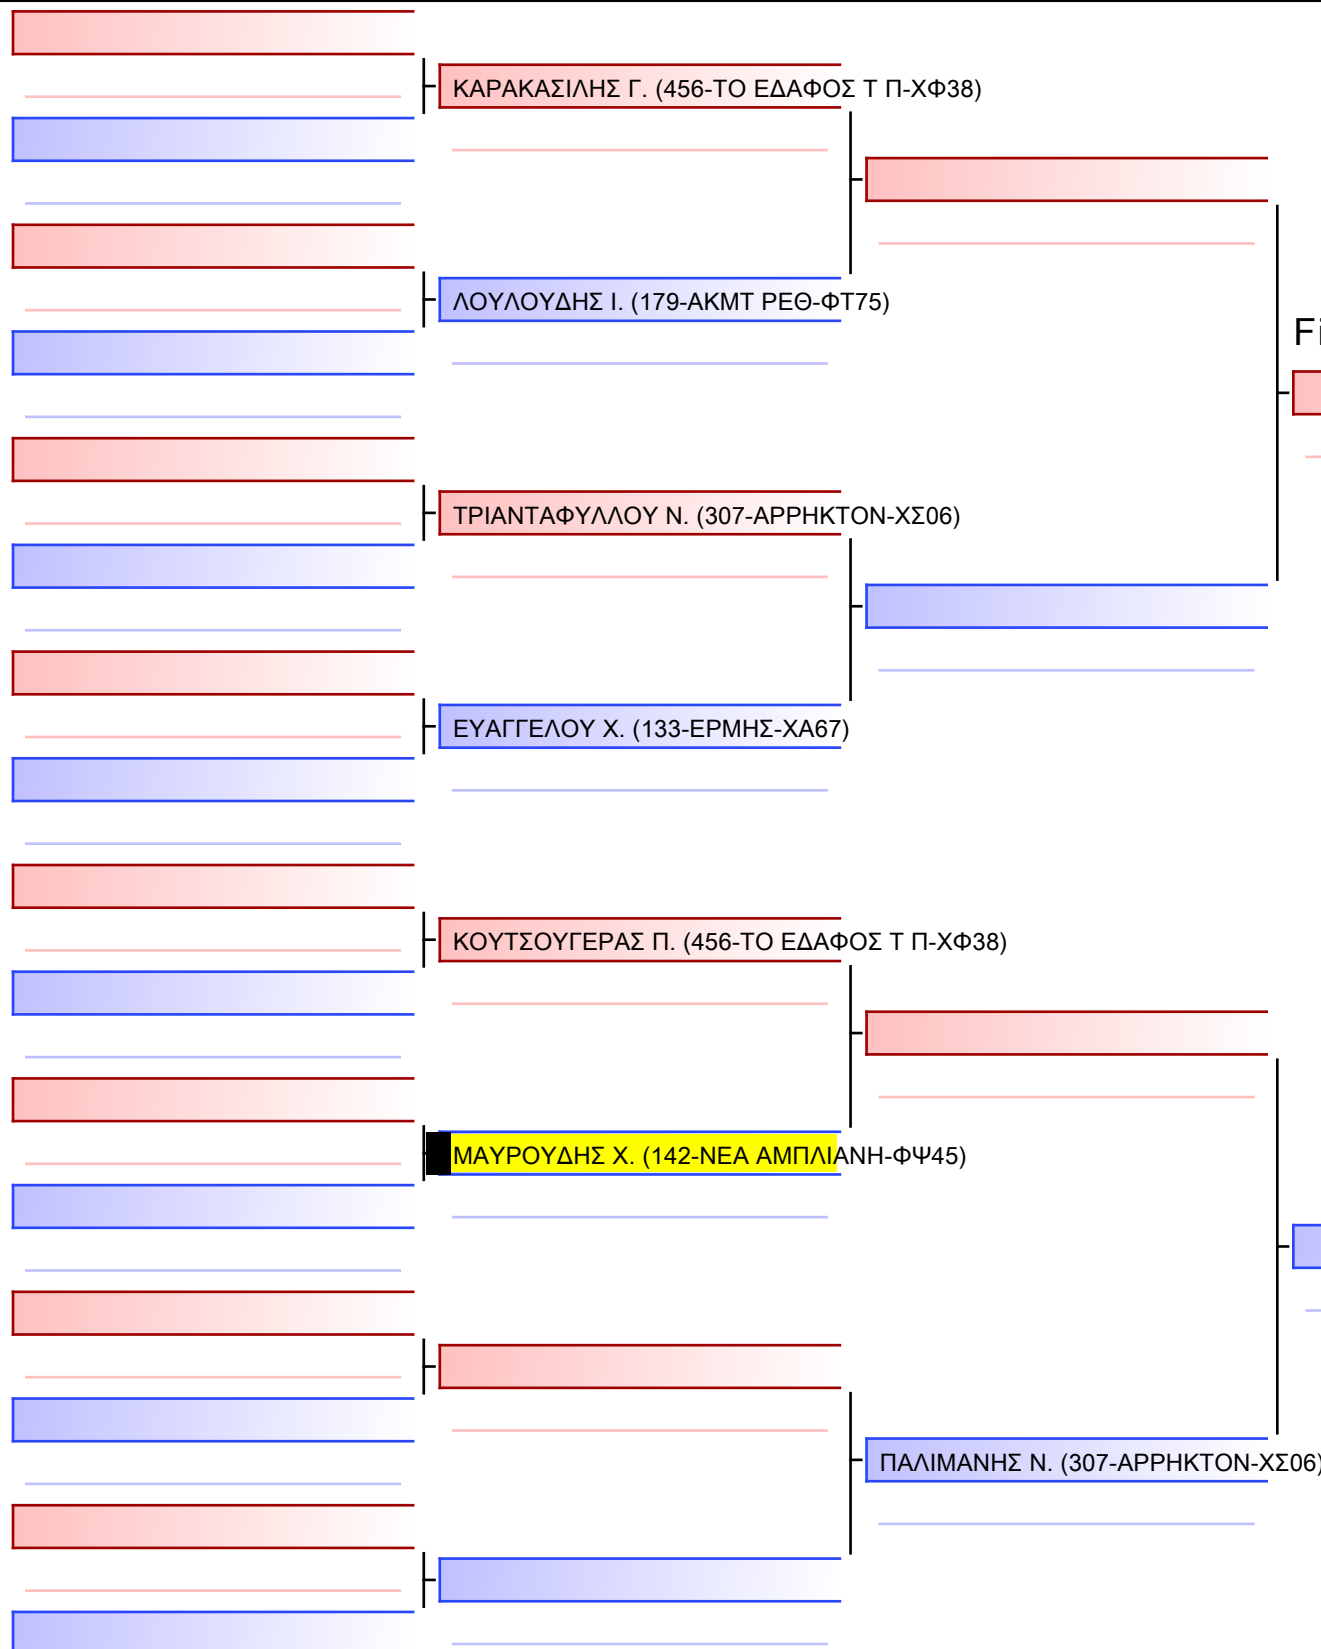 ΚΑΡΑΚΑΣΙΛΗΣ Γ. (456-ΤΟ ΕΔΑΦΟΣ Τ Π-ΧΦ38)
ΛΟΥΛΟΥΔΗΣ Ι. (179-ΑΚΜΤ ΡΕΘ-ΦΤ75)
Fi
ΤΡΙΑΝΤΑΦΥΛΛΟΥ Ν. (307-ΑΡΡΗΚΤΟΝ-ΧΣ06)
ΕΥΑΓΓΕΛΟΥ Χ. (133-ΕΡΜΗΣ-ΧΑ67)
ΚΟΥΤΣΟΥΓΕΡΑΣ Π. (456-ΤΟ ΕΔΑΦΟΣ Τ Π-ΧΦ38)
ΜΑΥΡΟΥΔΗΣ Χ. (142-ΝΕΑ ΑΜΠΛΙΑΝΗ-ΦΨ45)
ΠΑΛΙΜΑΝΗΣ Ν. (307-ΑΡΡΗΚΤΟΝ-ΧΣ06)